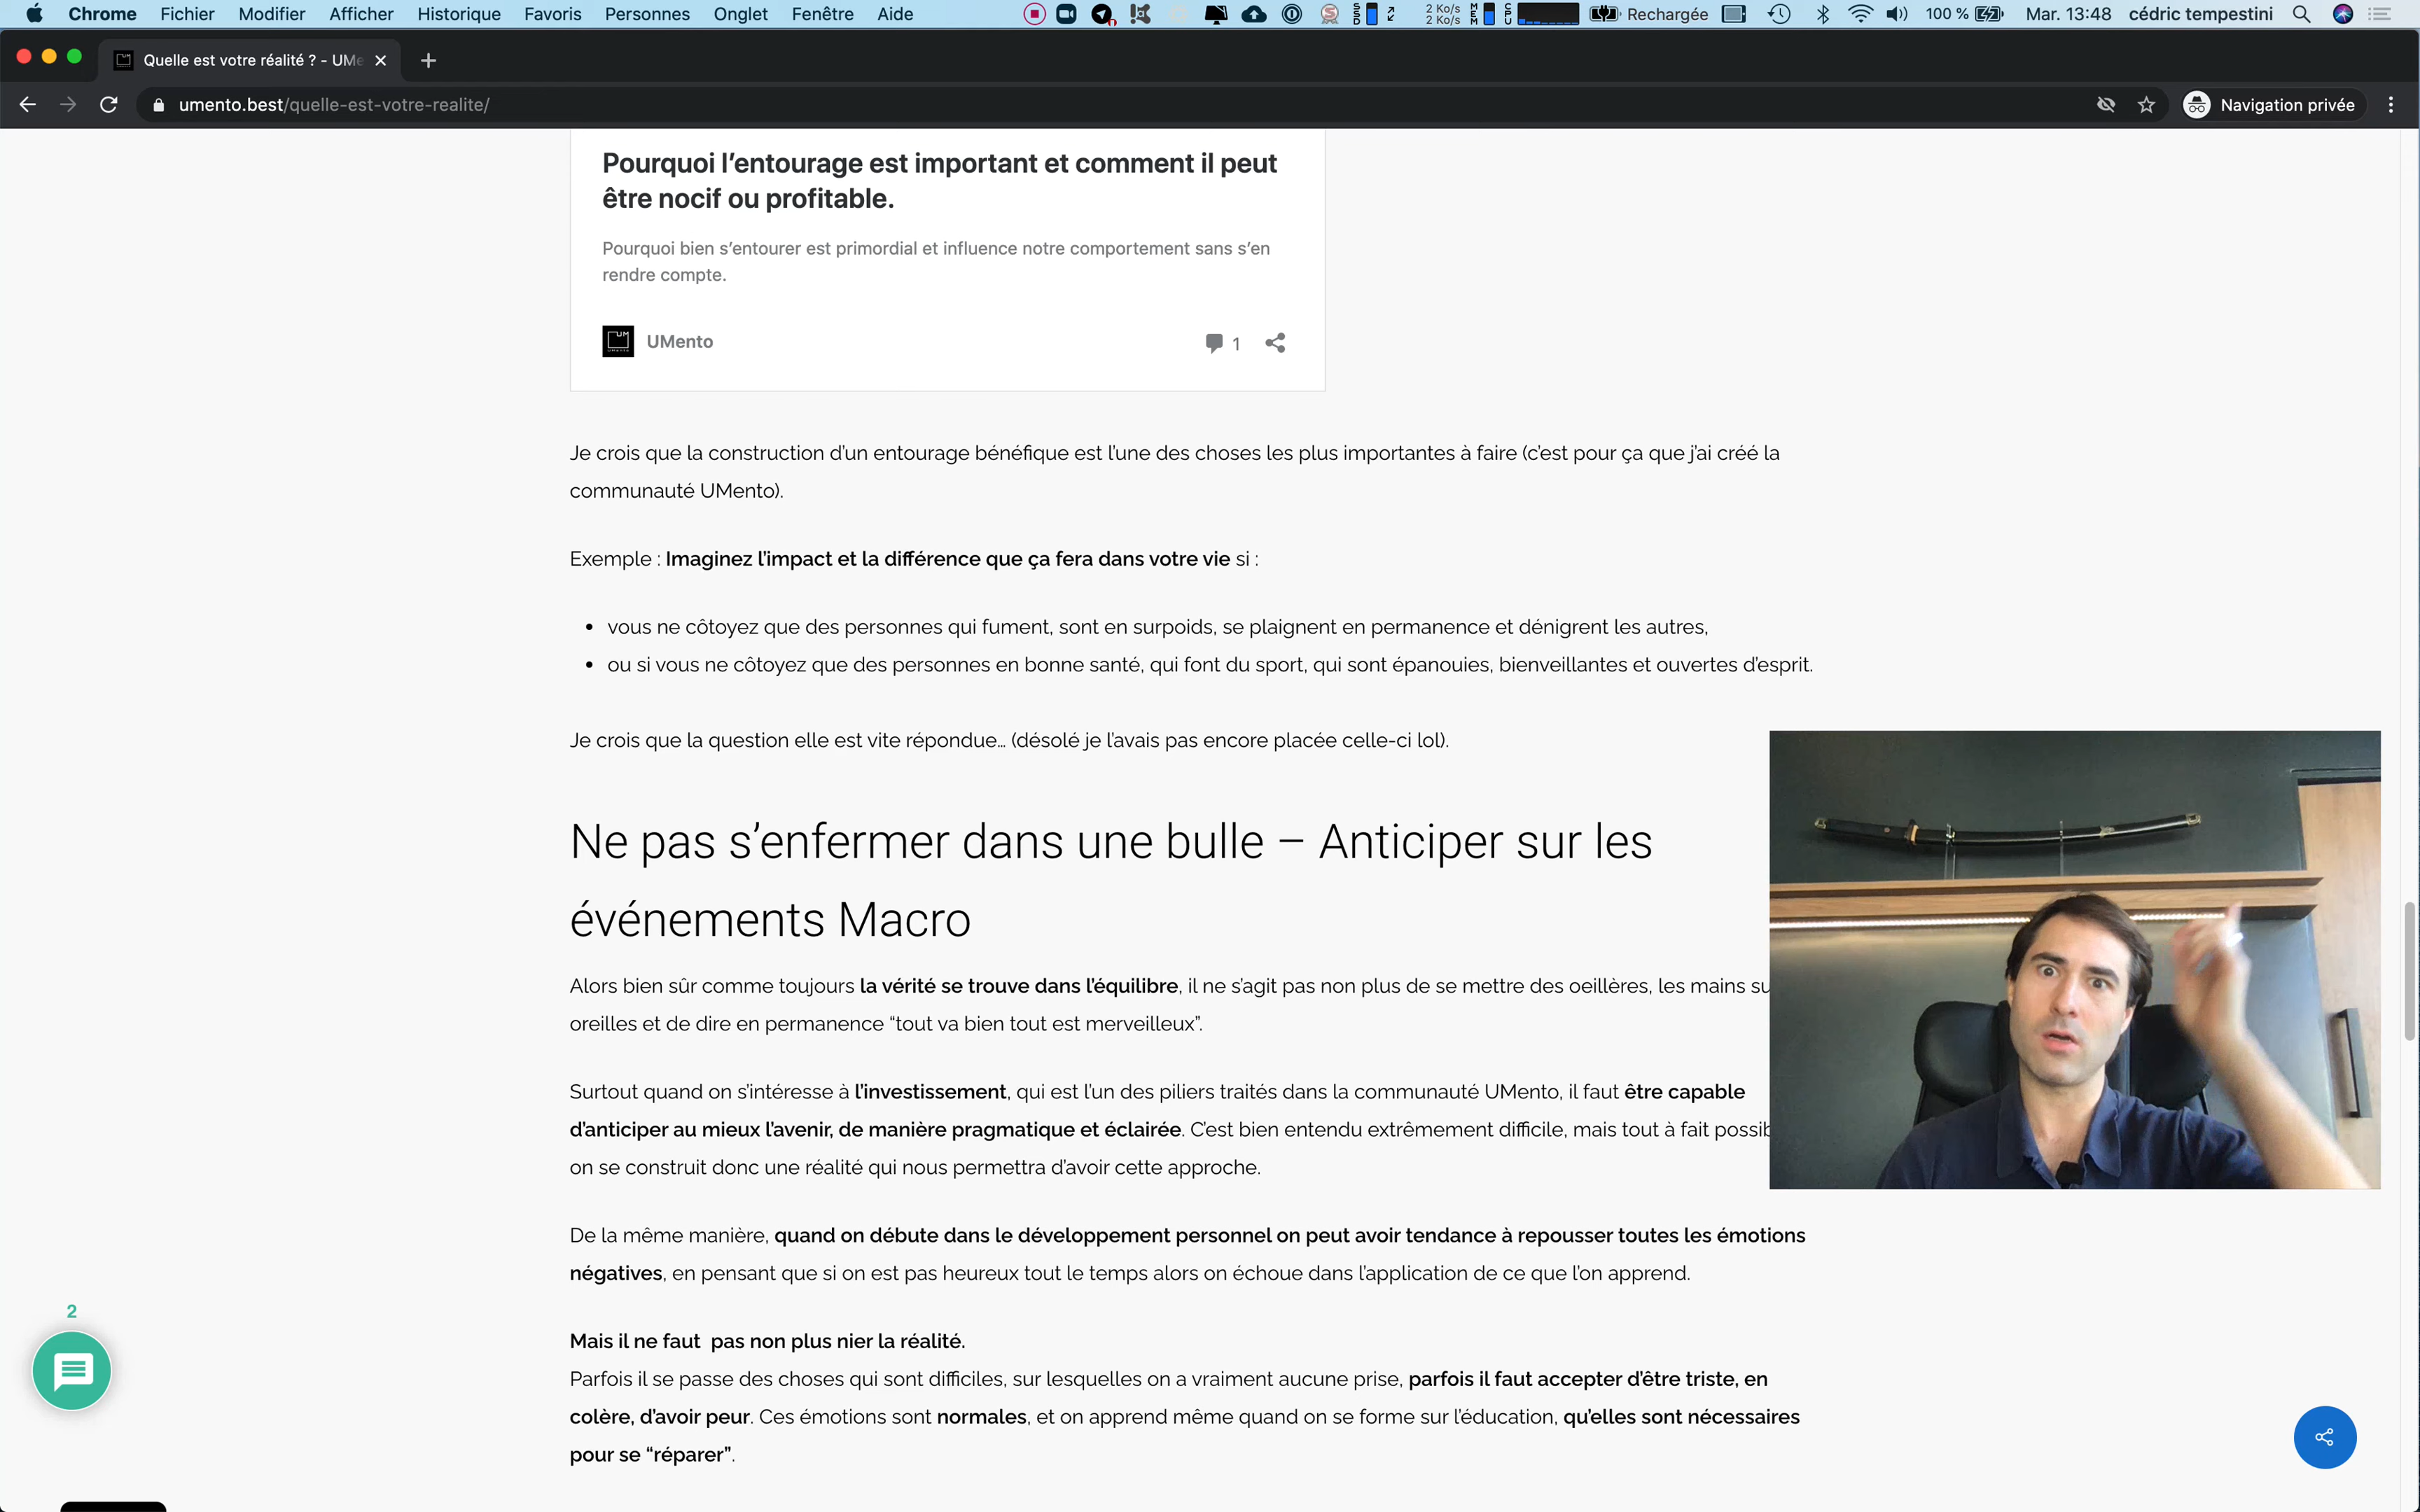 Chrome Fichier Modifier Afficher Historique Favoris Personnes Onglet Fenêtre Aide 2 Ko/s 2 Ko/s Rechargée 100 % Mar. 13:48 cédric tempestini
Quelle est votre réalité ? - UMe
umento.best/quelle-est-votre-realite/ Navigation privée
Pourquoi l’entourage est important et comment il peut
être nocif ou profitable.
Pourquoi bien s’entourer est primordial et influence notre comportement sans s’en
rendre compte.
UMento 1
Je crois que la construction d’un entourage bénéfique est l’une des choses les plus importantes à faire (c’est pour ça que j’ai créé la
communauté UMento).
Exemple : Imaginez l’impact et la différence que ça fera dans votre vie si :
• vous ne côtoyez que des personnes qui fument, sont en surpoids, se plaignent en permanence et dénigrent les autres,
• ou si vous ne côtoyez que des personnes en bonne santé, qui font du sport, qui sont épanouies, bienveillantes et ouvertes d’esprit.
Je crois que la question elle est vite répondue… (désolé je l’avais pas encore placée celle-ci lol).
Ne pas s’enfermer dans une bulle – Anticiper sur les
événements Macro
Alors bien sûr comme toujours la vérité se trouve dans l’équilibre, il ne s’agit pas non plus de se mettre des oeillères, les mains su
oreilles et de dire en permanence “tout va bien tout est merveilleux”.
Surtout quand on s’intéresse à l’investissement, qui est l’un des piliers traités dans la communauté UMento, il faut être capable
d’anticiper au mieux l’avenir, de manière pragmatique et éclairée. C’est bien entendu extrêmement difficile, mais tout à fait possib
on se construit donc une réalité qui nous permettra d’avoir cette approche.
De la même manière, quand on débute dans le développement personnel on peut avoir tendance à repousser toutes les émotions
négatives, en pensant que si on est pas heureux tout le temps alors on échoue dans l’application de ce que l’on apprend.
Mais il ne faut  pas non plus nier la réalité.
Parfois il se passe des choses qui sont difficiles, sur lesquelles on a vraiment aucune prise, parfois il faut accepter d’être triste, en
colère, d’avoir peur. Ces émotions sont normales, et on apprend même quand on se forme sur l’éducation, qu’elles sont nécessaires
pour se “réparer”.
2